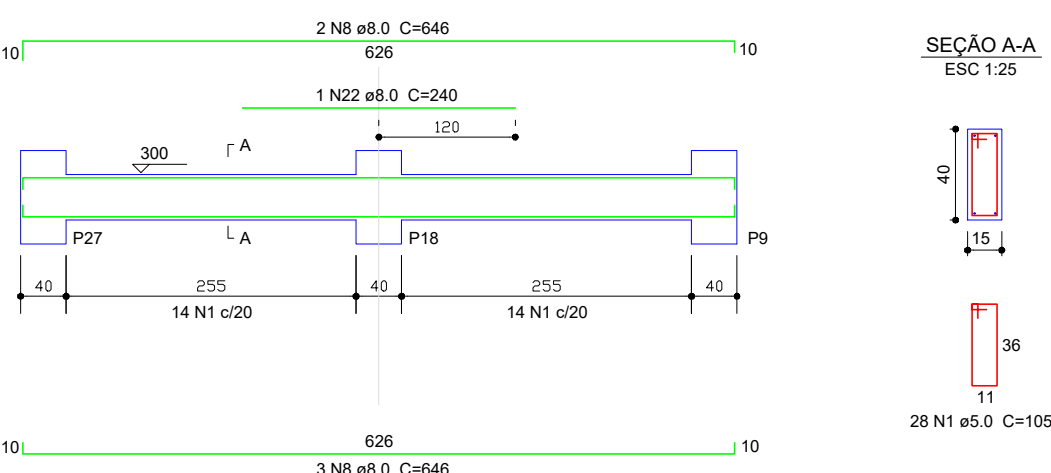 2 N8 ø8.0 C=646
10 626 10
1 N22 ø8.0 C=240
120
A
300
A
P27 P18 P9
40 255 40 255 40
14 N1 c/20 14 N1 c/20
10 626 10
3 N8 ø8.0 C=646
SEÇÃO A-A
ESC 1:25
40
15
36
11
28 N1 ø5.0 C=105